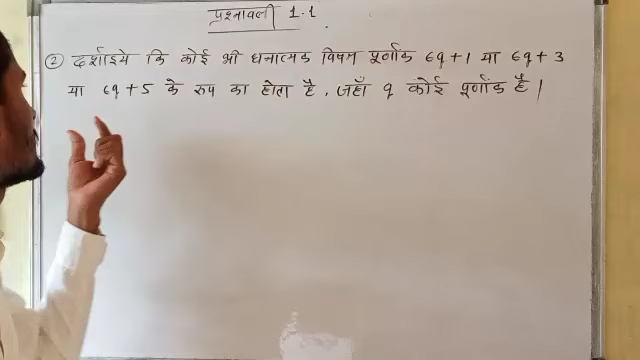 प्रश्नावली 1.1
② दर्शाइये कि कोई भी धनात्मक विषम पूर्णांक 6q+1 या 6q+3
या 6q+5 के रुप का होता है, जहाँ q कोई पूर्णांक है।